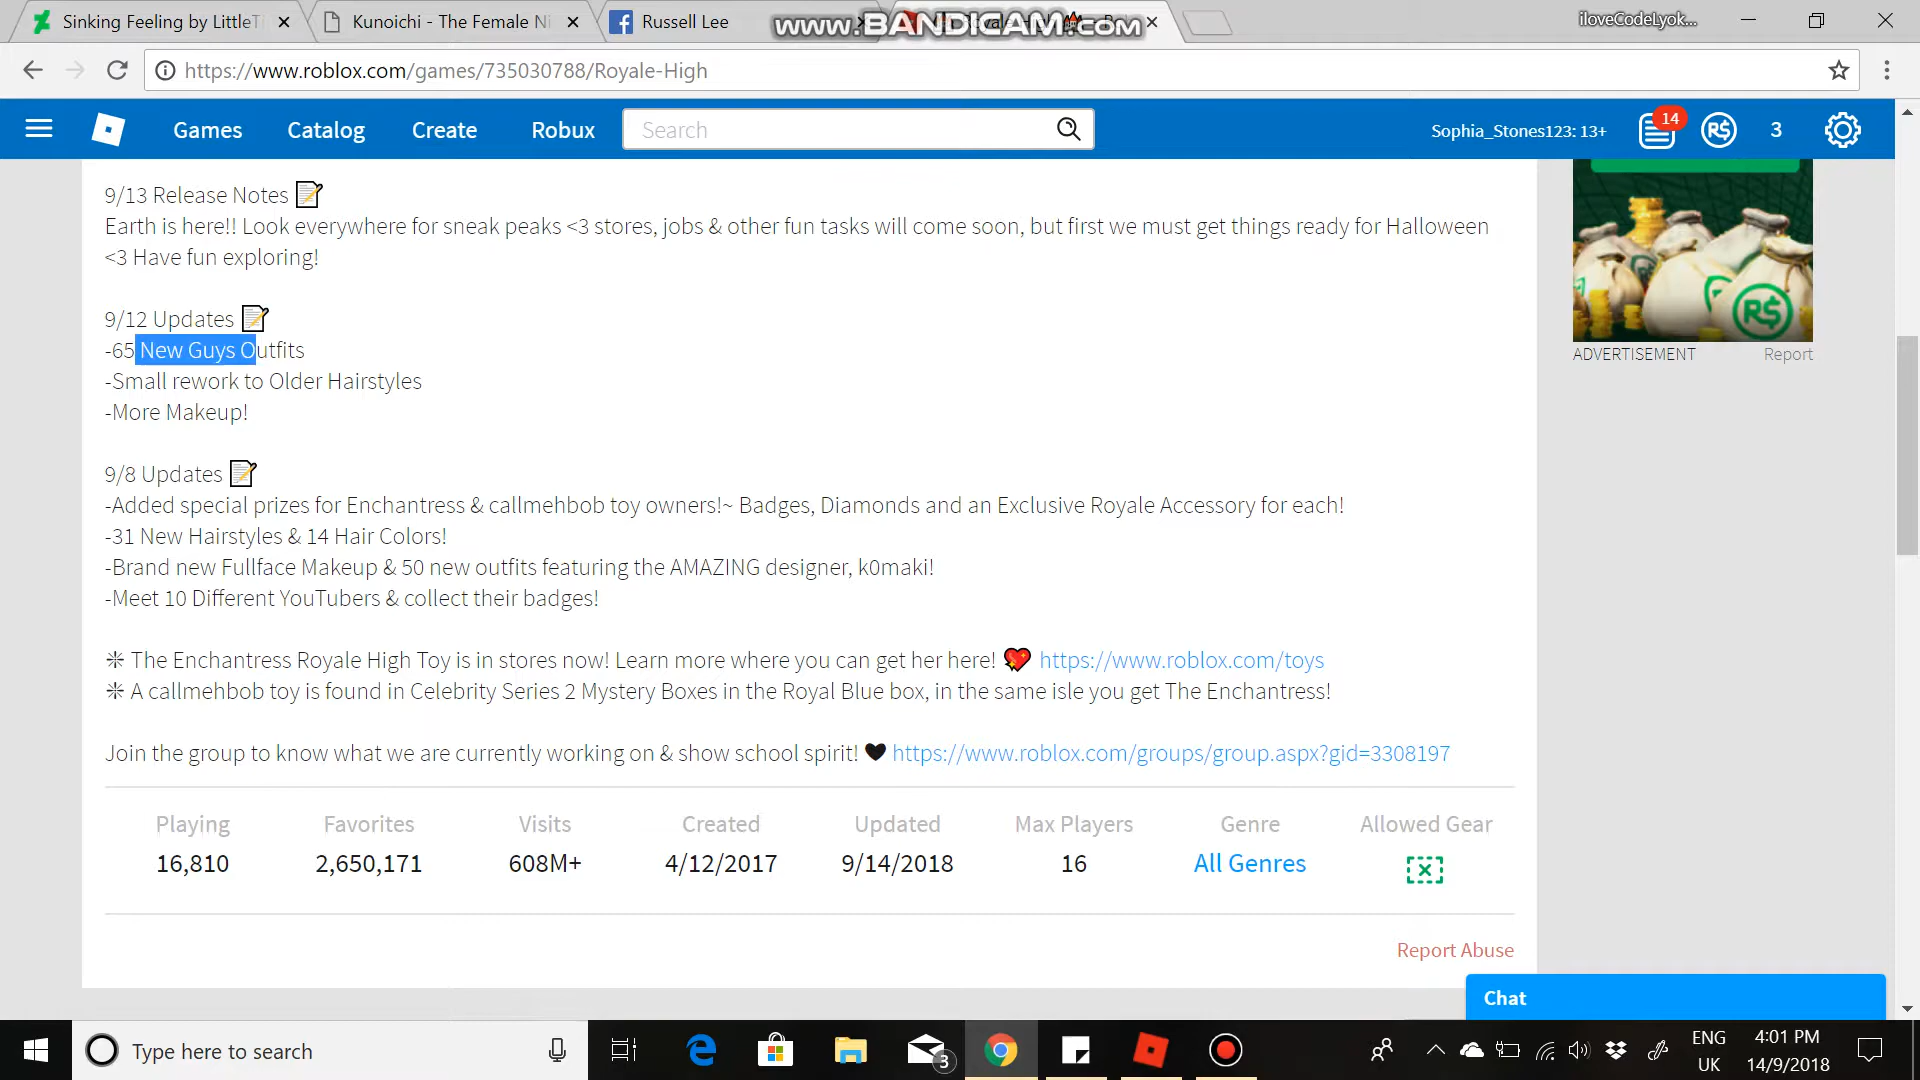 Sinking Feeling by LittleTi
Kunoichi - The Female Ni
Russell Lee
www.BANDICAM.com
iloveCodeLyok...
https://www.roblox.com/games/735030788/Royale-High
Games
Catalog
Create
Robux
Search
Sophia_Stones123: 13+
14
R$
3
9/13 Release Notes 📝
Earth is here!! Look everywhere for sneak peaks <3 stores, jobs & other fun tasks will come soon, but first we must get things ready for Halloween
<3 Have fun exploring!
9/12 Updates 📝
-65 New Guys Outfits
-Small rework to Older Hairstyles
-More Makeup!
9/8 Updates 📝
-Added special prizes for Enchantress & callmehbob toy owners!~ Badges, Diamonds and an Exclusive Royale Accessory for each!
-31 New Hairstyles & 14 Hair Colors!
-Brand new Fullface Makeup & 50 new outfits featuring the AMAZING designer, k0maki!
-Meet 10 Different YouTubers & collect their badges!
✻ The Enchantress Royale High Toy is in stores now! Learn more where you can get her here! 💖 https://www.roblox.com/toys
✻ A callmehbob toy is found in Celebrity Series 2 Mystery Boxes in the Royal Blue box, in the same isle you get The Enchantress!
Join the group to know what we are currently working on & show school spirit! 🖤 https://www.roblox.com/groups/group.aspx?gid=3308197
R$
ADVERTISEMENT
Report
Playing
Favorites
Visits
Created
Updated
Max Players
Genre
Allowed Gear
16,810
2,650,171
608M+
4/12/2017
9/14/2018
16
All Genres
Report Abuse
Chat
Type here to search
3
ENG
UK
4:01 PM
14/9/2018